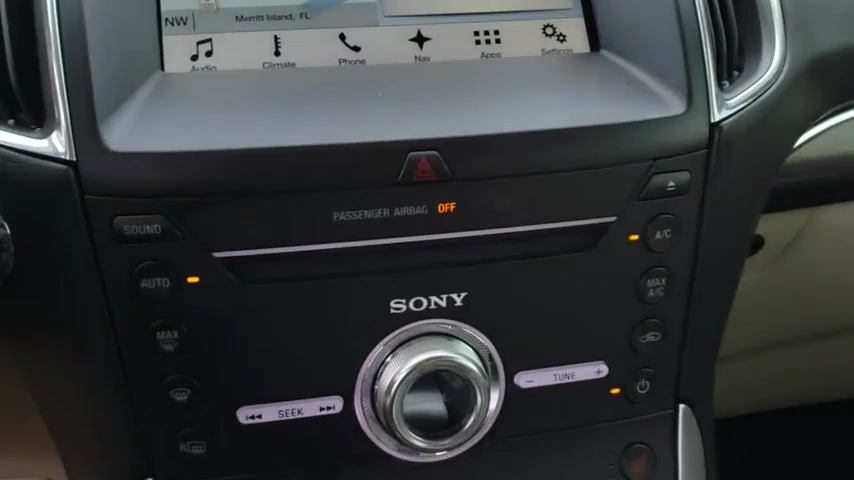 NW
Merritt Island, FL
Audio
Climate
Phone
Nav
Apps
Settings
PASSENGER AIRBAG OFF
SOUND
A/C
AUTO
MAX
A/C
SONY
MAX
TUNE
SEEK
R